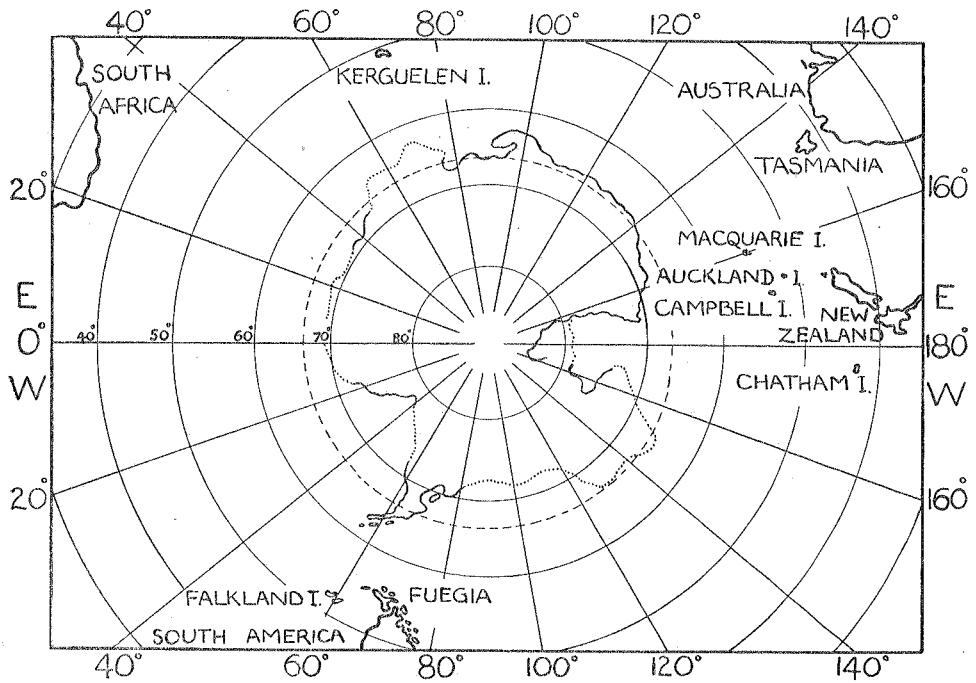 40° 60° 80° 100° 120° 140°
SOUTH
AFRICA
KERGUELEN I.
AUSTRALIA
TASMANIA
20°
160°
MACQUARIE I.
AUCKLAND I.
CAMPBELL I.
NEW
ZEALAND
E
0°
W
40° 50° 60° 70° 80°
E
180°
W
CHATHAM I.
20°
160°
FALKLAND I.
FUEGIA
SOUTH AMERICA
40° 60° 80° 100° 120° 140°